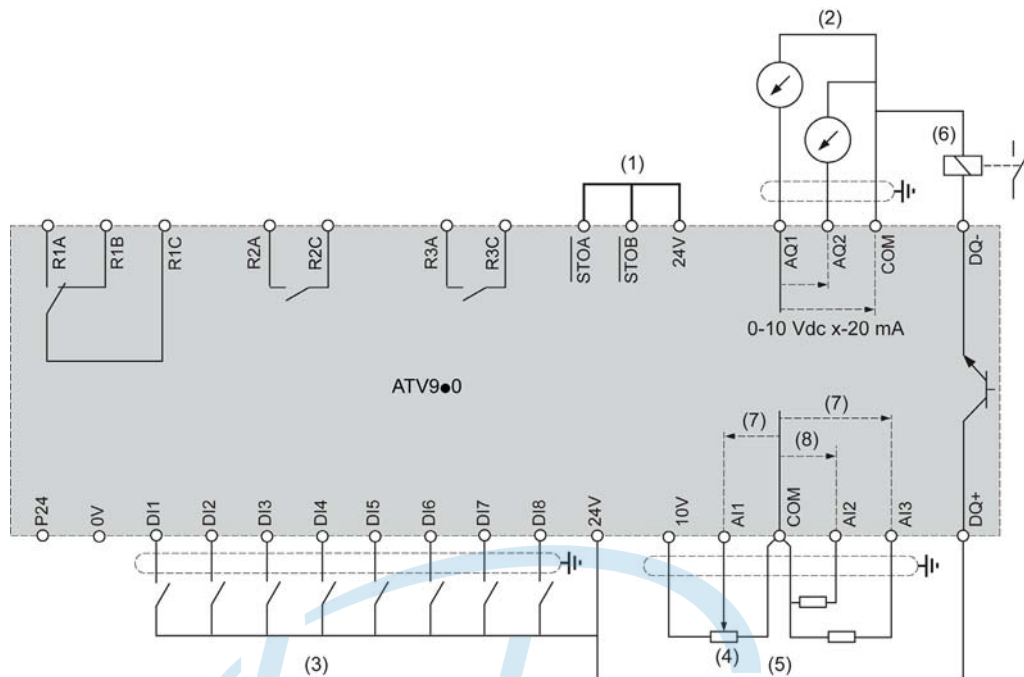 (2)
(6)
(1)
R1A
R1B
R1C
R2A
R2C
R3A
R3C
STOA
STOB
24V
AQ1
AQ2
COM
DQ-
0-10 Vdc x-20 mA
ATV9●0
(7)
(7)
(8)
P24
0V
DI1
DI2
DI3
DI4
DI5
DI6
DI7
DI8
24V
10V
AI1
COM
AI2
AI3
DQ+
(3)
(4)
(5)